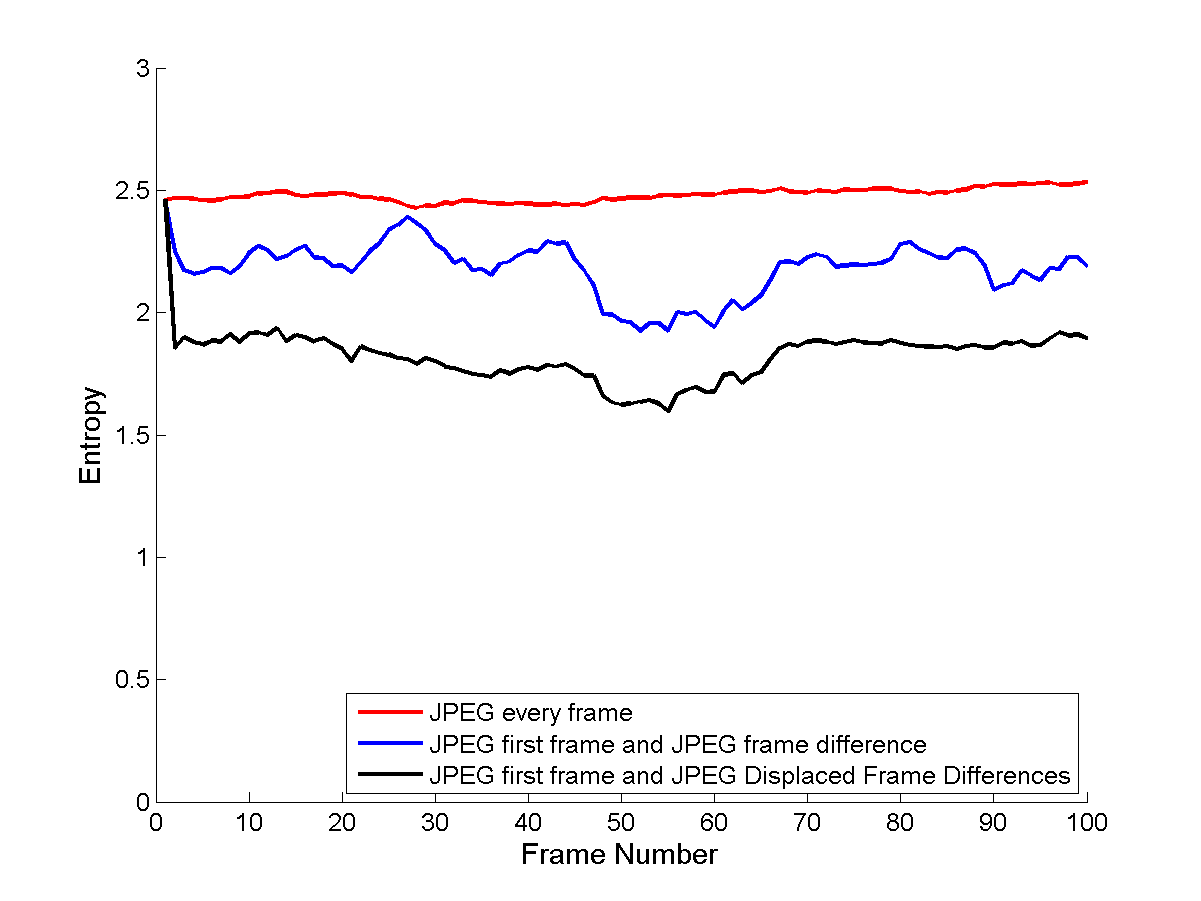 3
2.5
2
1.5
1
0.5
0
Entropy
JPEG every frame
JPEG first frame and JPEG frame difference
JPEG first frame and JPEG Displaced Frame Differences
0 10 20 30 40 50 60 70 80 90 100
Frame Number